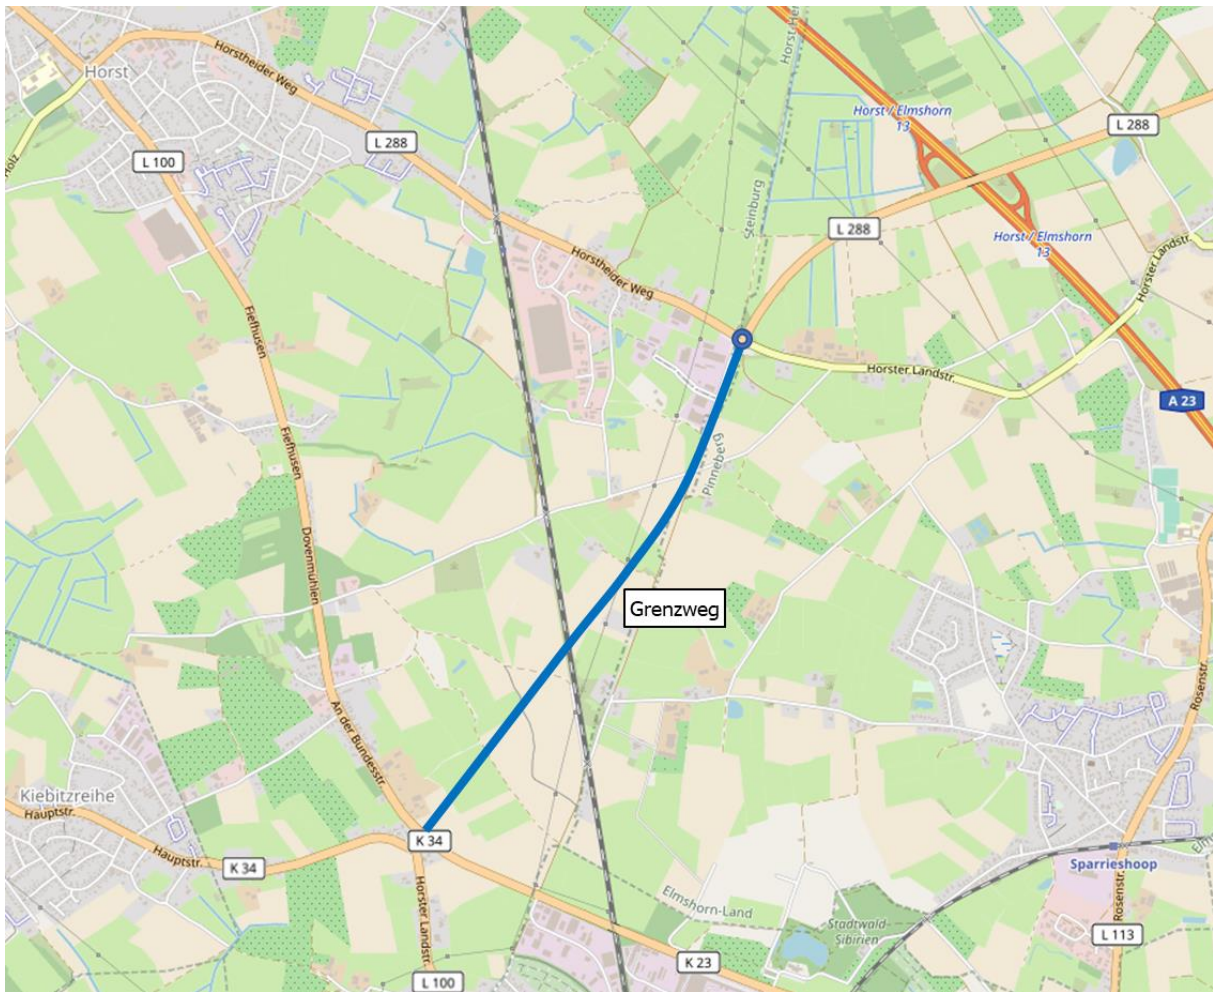 Horst
Horstheider Weg
L 288
L 100
Holz
Horst / Elmshorn
13
L 288
Steinburg
L 288
Horst / Elmshorn
13
Horster Landstr.
Horstheider Weg
Fiefhusen
Horster Landstr.
A 23
Fiefhusen
Pinneberg
Dovenmühlen
Grenzweg
An der Bundesstr.
Rosenstr.
Kiebitzreihe
Hauptstr.
K 34
Hauptstr.
K 34
Sparrieshoop
Horster Landstr.
Elmshorn-Land
Stadtwald-
Sibirien
Rosenstr.
L 113
K 23
L 100